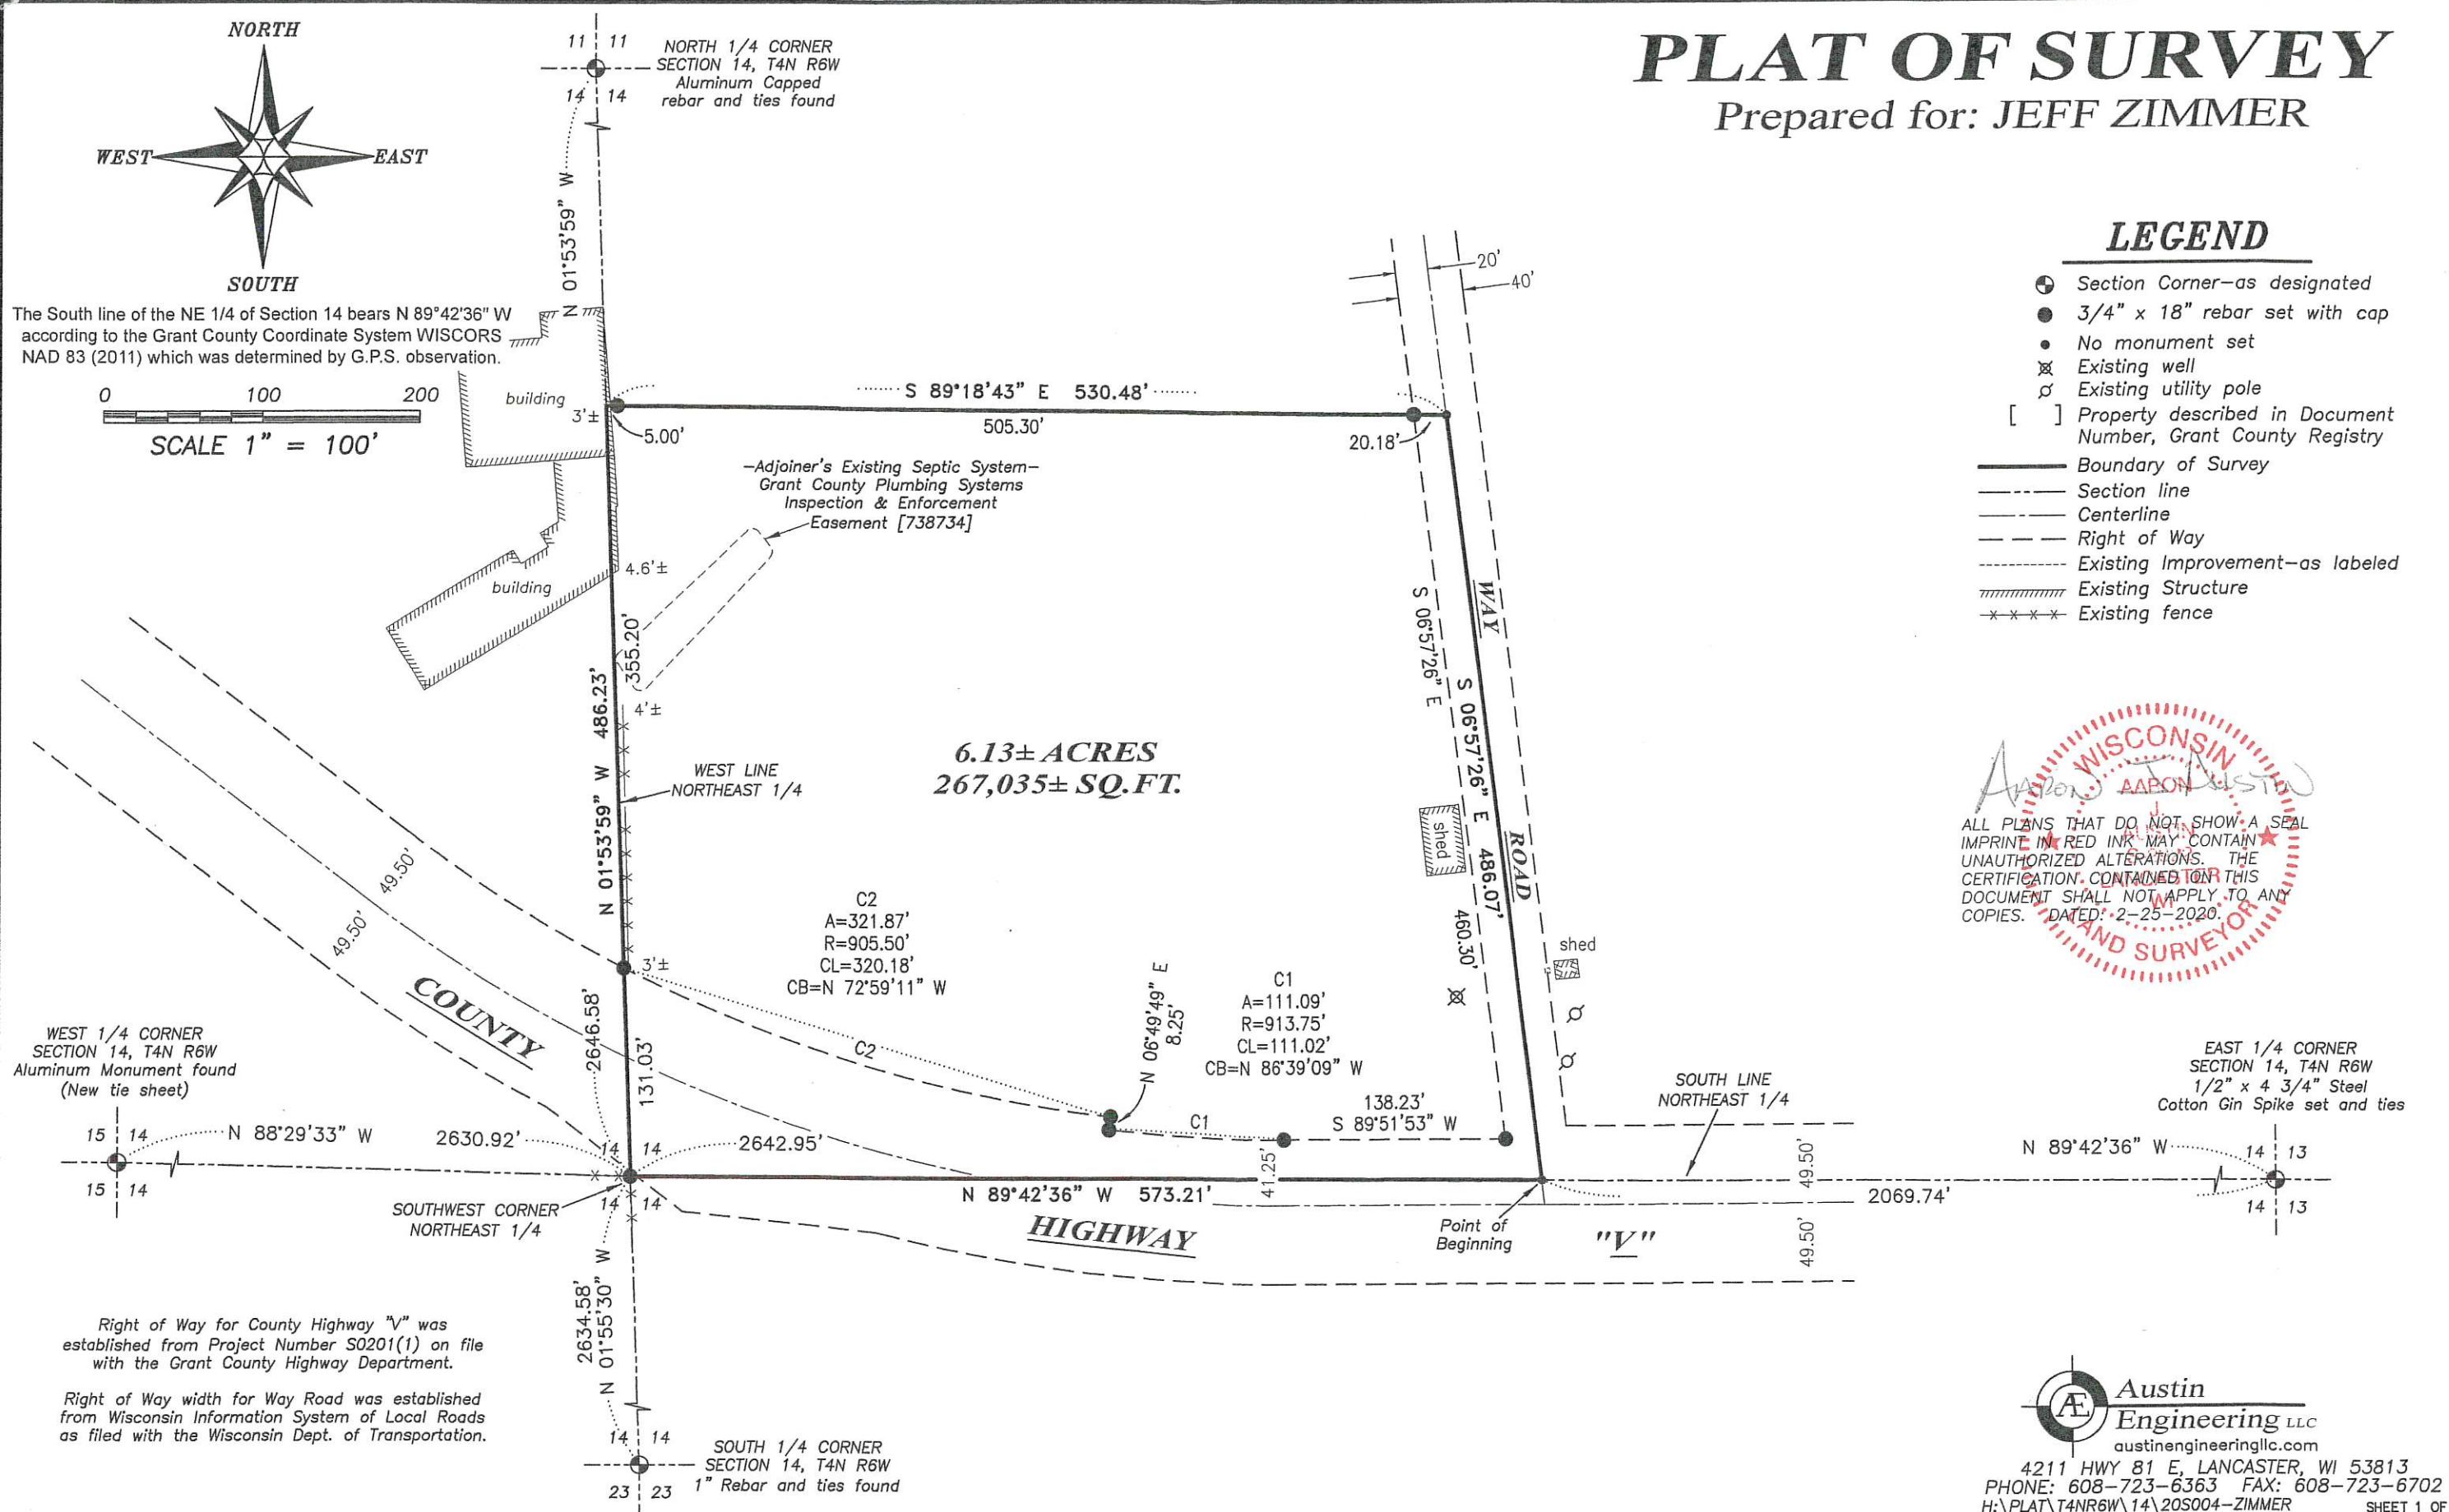 PLAT OF SURVEY
Prepared for: JEFF ZIMMER
NORTH
WEST
EAST
SOUTH
The South line of the NE 1/4 of Section 14 bears N 89°42'36" W
according to the Grant County Coordinate System WISCORS
NAD 83 (2011) which was determined by G.P.S. observation.
0 100 200
SCALE 1" = 100'
11 11
14 14
NORTH 1/4 CORNER
SECTION 14, T4N R6W
Aluminum Capped
rebar and ties found
N 01°53'59" W
LEGEND
Section Corner-as designated
3/4" x 18" rebar set with cap
No monument set
Existing well
Existing utility pole
[ ] Property described in Document
Number, Grant County Registry
Boundary of Survey
Section line
Centerline
Right of Way
Existing Improvement-as labeled
Existing Structure
Existing fence
20'
40'
building
3'±
5.00'
S 89°18'43" E 530.48'
505.30'
20.18'
-Adjoiner's Existing Septic System-
Grant County Plumbing Systems
Inspection & Enforcement
Easement [738734]
4.6'±
building
355.20'
4'±
N 01°53'59" W 486.23'
WEST LINE
NORTHEAST 1/4
6.13± ACRES
267,035± SQ.FT.
S 06°57'26" E
460.30'
S 06°57'26" E 486.07'
WAY
ROAD
shed
shed
49.50'
49.50'
COUNTY
3'±
C2
A=321.87'
R=905.50'
CL=320.18'
CB=N 72°59'11" W
C2
N 06°49'49" E
8.25'
C1
A=111.09'
R=913.75'
CL=111.02'
CB=N 86°39'09" W
C1
138.23'
S 89°51'53" W
2646.58'
131.03'
WEST 1/4 CORNER
SECTION 14, T4N R6W
Aluminum Monument found
(New tie sheet)
15 14
15 14
N 88°29'33" W 2630.92'
14 14
14 14
2642.95'
SOUTHWEST CORNER
NORTHEAST 1/4
N 89°42'36" W 573.21'
41.25'
HIGHWAY
Point of
Beginning
"V"
SOUTH LINE
NORTHEAST 1/4
49.50'
49.50'
2069.74'
N 89°42'36" W
EAST 1/4 CORNER
SECTION 14, T4N R6W
1/2" x 4 3/4" Steel
Cotton Gin Spike set and ties
14 13
14 13
2634.58'
N 01°55'30" W
14 14
23 23
SOUTH 1/4 CORNER
SECTION 14, T4N R6W
1" Rebar and ties found
Right of Way for County Highway "V" was
established from Project Number S0201(1) on file
with the Grant County Highway Department.
Right of Way width for Way Road was established
from Wisconsin Information System of Local Roads
as filed with the Wisconsin Dept. of Transportation.
AARON J. AUSTIN
WISCONSIN
AARON
J.
AUSTIN
LANCASTER
WI
LAND SURVEYOR
ALL PLANS THAT DO NOT SHOW A SEAL
IMPRINT IN RED INK MAY CONTAIN
UNAUTHORIZED ALTERATIONS. THE
CERTIFICATION CONTAINED ON THIS
DOCUMENT SHALL NOT APPLY TO ANY
COPIES. DATED: 2-25-2020.
Æ
Austin
Engineering LLC
austinengineeringllc.com
4211 HWY 81 E, LANCASTER, WI 53813
PHONE: 608-723-6363 FAX: 608-723-6702
H:\PLAT\T4NR6W\14\20S004-ZIMMER SHEET 1 OF